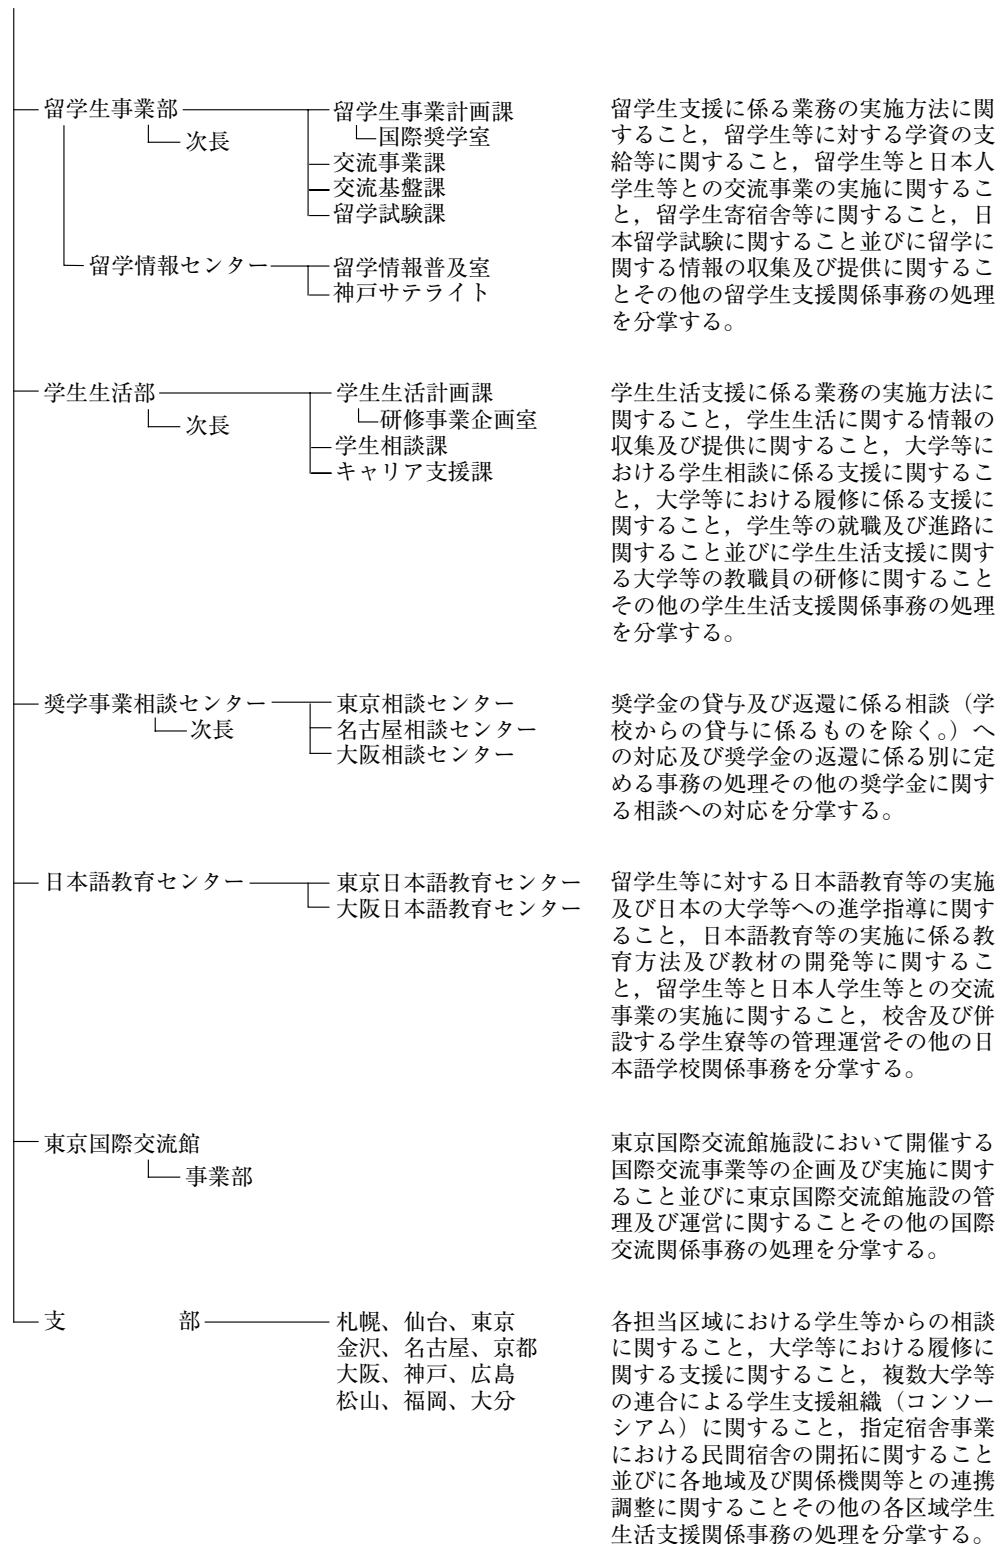 留学生事業部
次長
留学生事業計画課
国際奨学室
交流事業課
交流基盤課
留学試験課
留学情報センター
留学情報普及室
神戸サテライト
留学生支援に係る業務の実施方法に関
すること，留学生等に対する学資の支
給等に関すること，留学生等と日本人
学生等との交流事業の実施に関するこ
と，留学生寄宿舎等に関すること，日
本留学試験に関すること並びに留学に
関する情報の収集及び提供に関するこ
とその他の留学生支援関係事務の処理
を分掌する。
学生生活部
次長
学生生活計画課
研修事業企画室
学生相談課
キャリア支援課
学生生活支援に係る業務の実施方法に
関すること，学生生活に関する情報の
収集及び提供に関すること，大学等に
おける学生相談に係る支援に関するこ
と，大学等における履修に係る支援に
関すること，学生等の就職及び進路に
関すること並びに学生生活支援に関す
る大学等の教職員の研修に関すること
その他の学生生活支援関係事務の処理
を分掌する。
奨学事業相談センター
次長
東京相談センター
名古屋相談センター
大阪相談センター
奨学金の貸与及び返還に係る相談（学
校からの貸与に係るものを除く。）へ
の対応及び奨学金の返還に係る別に定
める事務の処理その他の奨学金に関す
る相談への対応を分掌する。
日本語教育センター
東京日本語教育センター
大阪日本語教育センター
留学生等に対する日本語教育等の実施
及び日本の大学等への進学指導に関す
ること，日本語教育等の実施に係る教
育方法及び教材の開発等に関するこ
と，留学生等と日本人学生等との交流
事業の実施に関すること，校舎及び併
設する学生寮等の管理運営その他の日
本語学校関係事務を分掌する。
東京国際交流館
事業部
東京国際交流館施設において開催する
国際交流事業等の企画及び実施に関す
ること並びに東京国際交流館施設の管
理及び運営に関することその他の国際
交流関係事務の処理を分掌する。
支　　部
札幌、仙台、東京
金沢、名古屋、京都
大阪、神戸、広島
松山、福岡、大分
各担当区域における学生等からの相談
に関すること，大学等における履修に
関する支援に関すること，複数大学等
の連合による学生支援組織（コンソー
シアム）に関すること，指定宿舎事業
における民間宿舎の開拓に関すること
並びに各地域及び関係機関等との連携
調整に関することその他の各区域学生
生活支援関係事務の処理を分掌する。